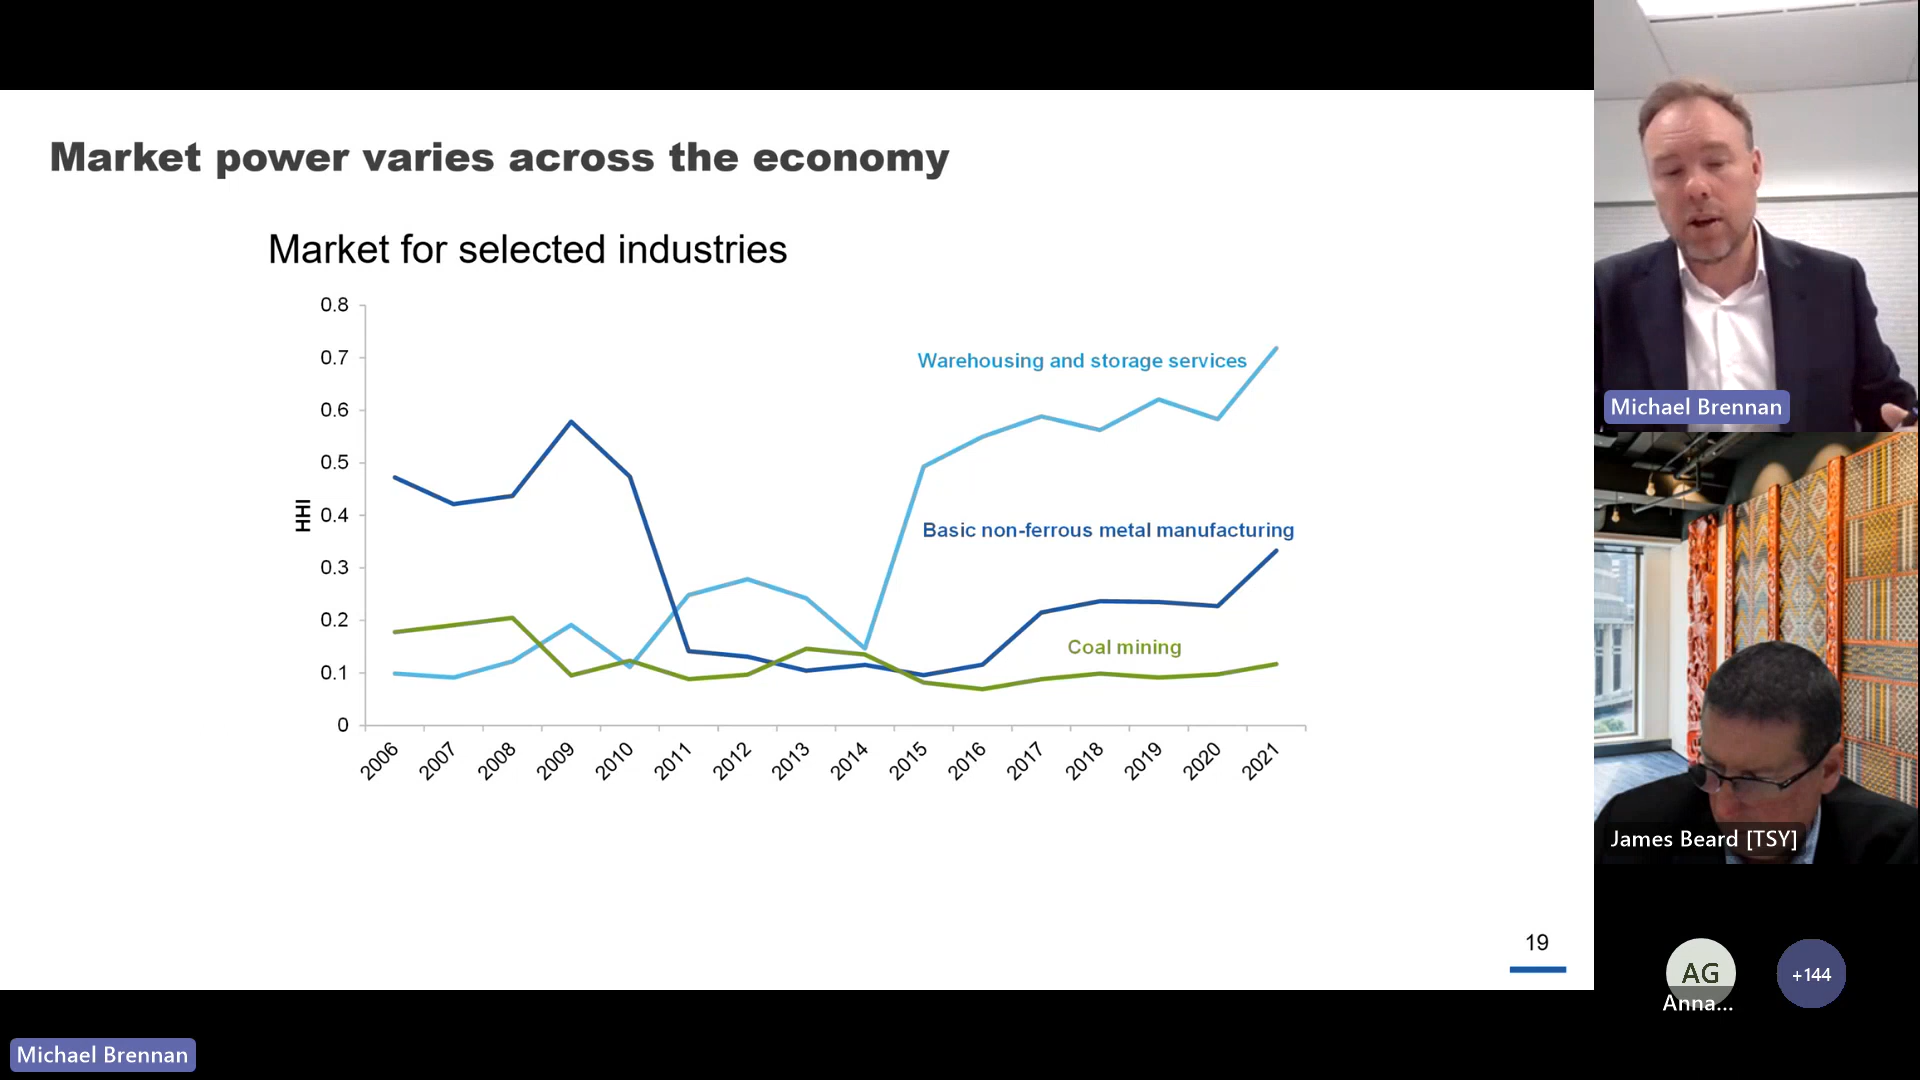 Market power varies across the economy
Market for selected industries
0.8
0.7
0.6
0.5
0.4
0.3
0.2
0.1
0
HHI
Warehousing and storage services
Basic non-ferrous metal manufacturing
Coal mining
2006
2007
2008
2009
2010
2011
2012
2013
2014
2015
2016
2017
2018
2019
2020
2021
19
Michael Brennan
James Beard [TSY]
AG
Anna...
+144
Michael Brennan